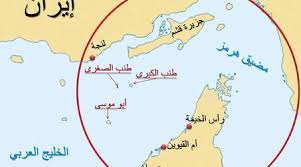 إيران
جزيرة قشم
لنجة
مضيق هرمز
طنب الصغرى
طنب الكبرى
أبو موسى
رأس الخيمة
أم القيوين
الخليج العربي